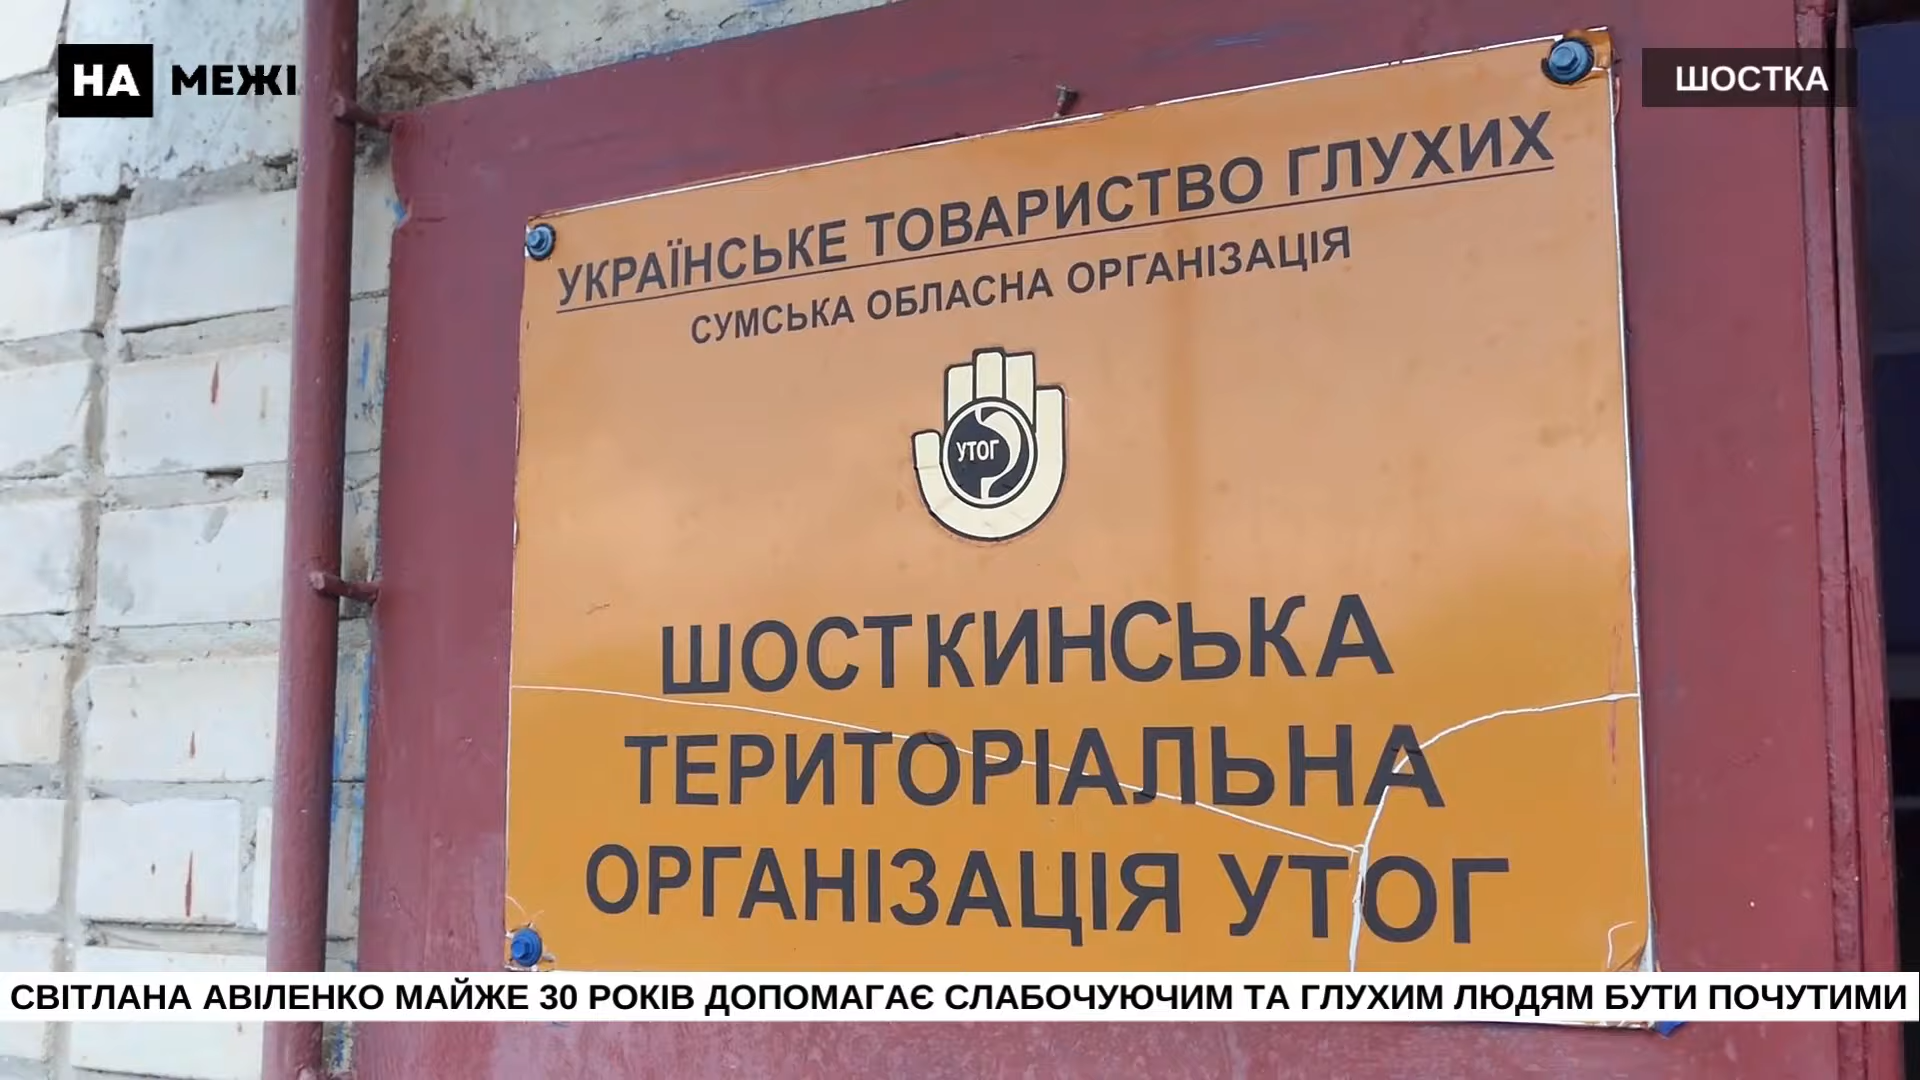 НА МЕЖІ
ШОСТКА
УКРАЇНСЬКЕ ТОВАРИСТВО ГЛУХИХ
СУМСЬКА ОБЛАСНА ОРГАНІЗАЦІЯ
УТОГ
ШОСТКИНСЬКА
ТЕРИТОРІАЛЬНА
ОРГАНІЗАЦІЯ УТОГ
СВІТЛАНА АВІЛЕНКО МАЙЖЕ 30 РОКІВ ДОПОМАГАЄ СЛАБОЧУЮЧИМ ТА ГЛУХИМ ЛЮДЯМ БУТИ ПОЧУТИМИ